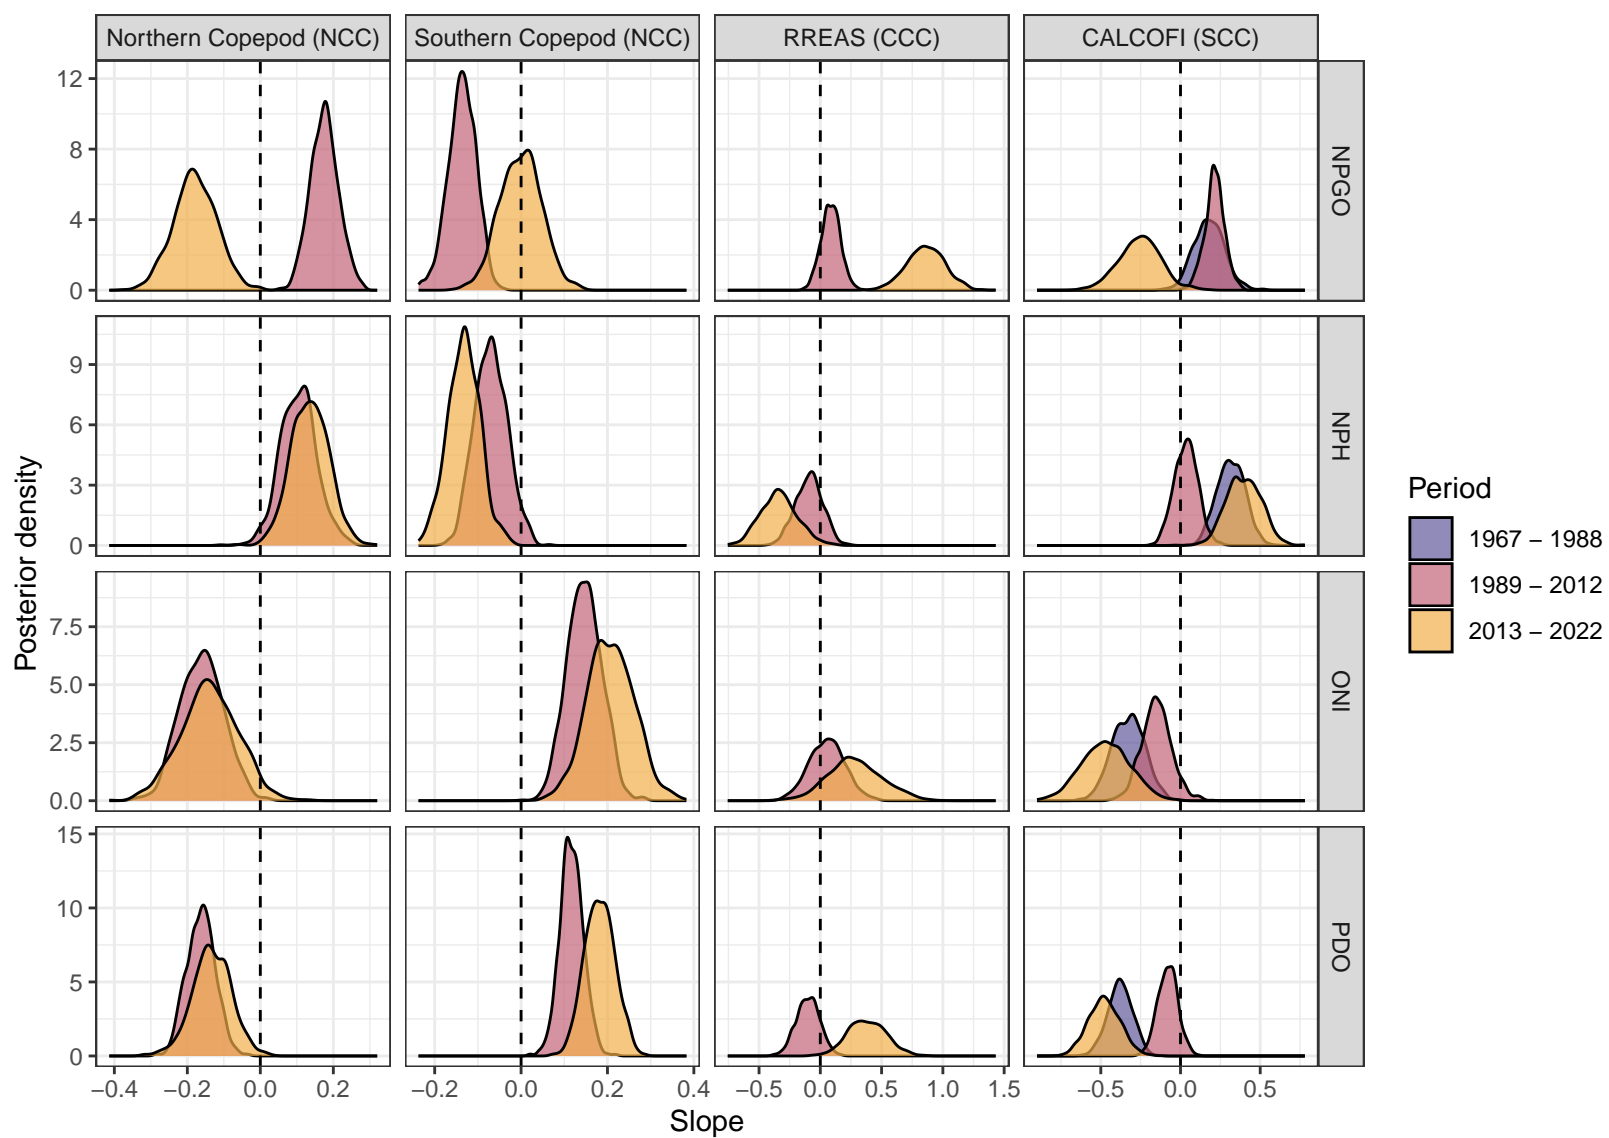 Northern Copepod (NCC) Southern Copepod (NCC) RREAS (CCC) CALCOFI (SCC)
12
8
4
0
NPGO
9
6
3
0
NPH
7.5
5.0
2.5
0.0
ONI
15
10
5
0
PDO
−0.4 0.0 0.2 −0.2 0.0 0.2 0.4 −0.5 0.0 0.5 1.0 1.5 −0.5 0.0 0.5
Slope
Posterior density
Period
1967 − 1988
1989 − 2012
2013 − 2022